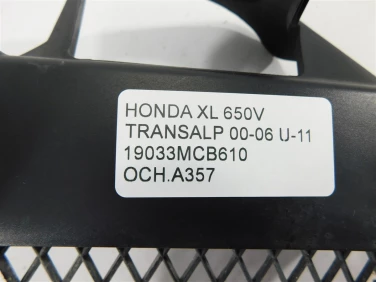 HONDA XL 650V
TRANSALP 00-06 U-11
19033MCB610
OCH.A357